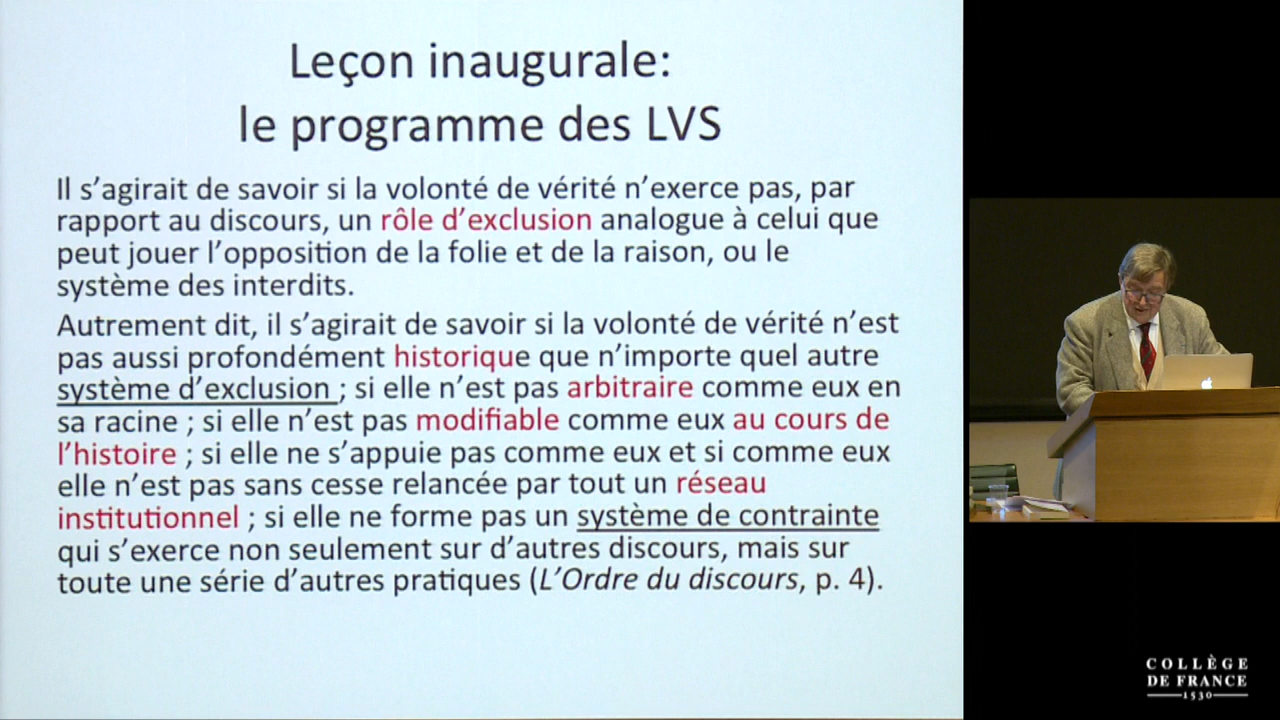 Leçon inaugurale:
le programme des LVS
Il s’agirait de savoir si la volonté de vérité n’exerce pas, par
rapport au discours, un rôle d’exclusion analogue à celui que
peut jouer l’opposition de la folie et de la raison, ou le
système des interdits.
Autrement dit, il s’agirait de savoir si la volonté de vérité n’est
pas aussi profondément historique que n’importe quel autre
système d’exclusion ; si elle n’est pas arbitraire comme eux en
sa racine ; si elle n’est pas modifiable comme eux au cours de
l’histoire ; si elle ne s’appuie pas comme eux et si comme eux
elle n’est pas sans cesse relancée par tout un réseau
institutionnel ; si elle ne forme pas un système de contrainte
qui s’exerce non seulement sur d’autres discours, mais sur
toute une série d’autres pratiques (L’Ordre du discours, p. 4).
COLLÈGE
DE FRANCE
1530